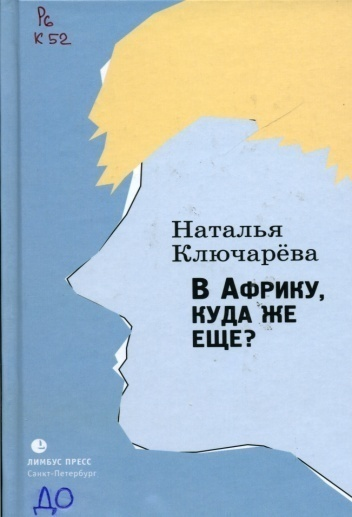 Р6
К 52
Наталья
Ключарёва
В Африку,
куда же
еще?
ЛИМБУС ПРЕСС
Санкт-Петербург
ДО